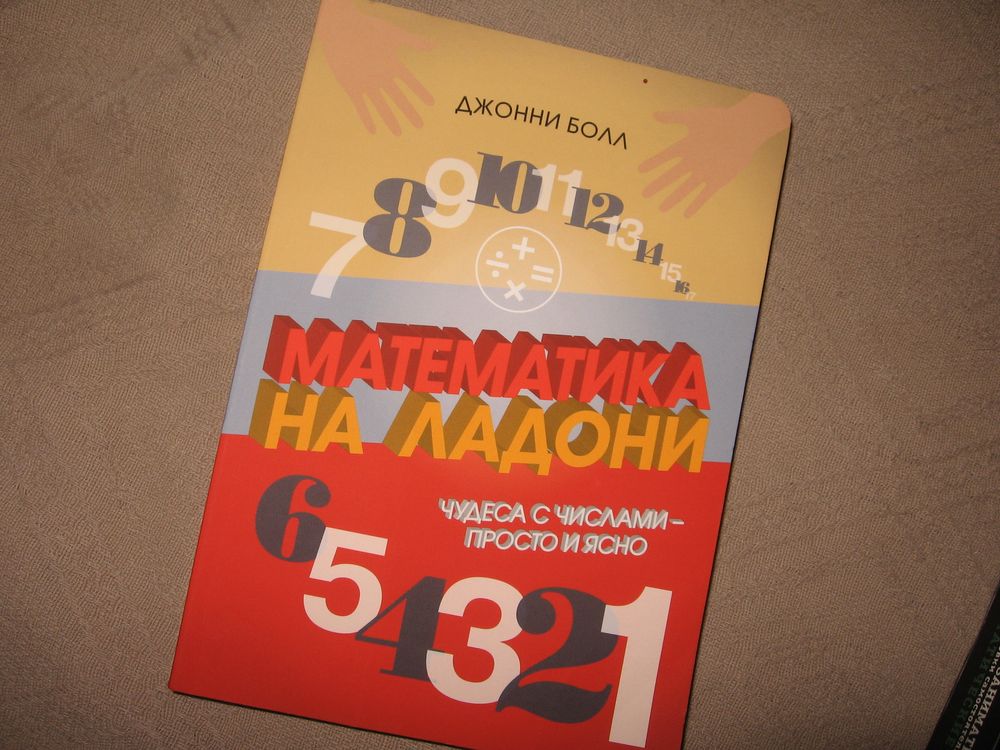 ДЖОННИ БОЛЛ
7 8 9 10 11 12 13 14 15 16 17
+ ÷ = ×
МАТЕМАТИКА
НА ЛАДОНИ
ЧУДЕСА С ЧИСЛАМИ –
ПРОСТО И ЯСНО
6 5 4 3 2 1